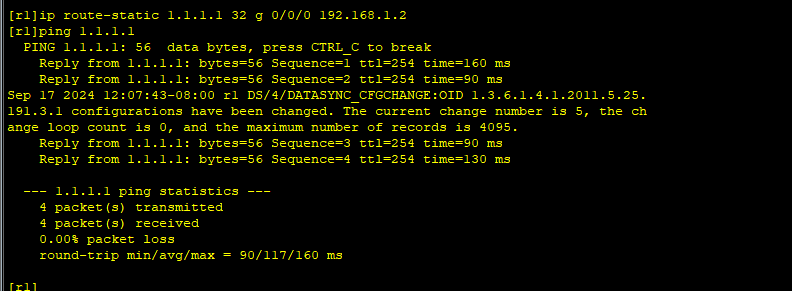 [r1]ip route-static 1.1.1.1 32 g 0/0/0 192.168.1.2
[r1]ping 1.1.1.1
  PING 1.1.1.1: 56  data bytes, press CTRL_C to break
    Reply from 1.1.1.1: bytes=56 Sequence=1 ttl=254 time=160 ms
    Reply from 1.1.1.1: bytes=56 Sequence=2 ttl=254 time=90 ms
Sep 17 2024 12:07:43-08:00 r1 DS/4/DATASYNC_CFGCHANGE:OID 1.3.6.1.4.1.2011.5.25.
191.3.1 configurations have been changed. The current change number is 5, the ch
ange loop count is 0, and the maximum number of records is 4095.
    Reply from 1.1.1.1: bytes=56 Sequence=3 ttl=254 time=90 ms
    Reply from 1.1.1.1: bytes=56 Sequence=4 ttl=254 time=130 ms

  --- 1.1.1.1 ping statistics ---
    4 packet(s) transmitted
    4 packet(s) received
    0.00% packet loss
    round-trip min/avg/max = 90/117/160 ms

[r1]